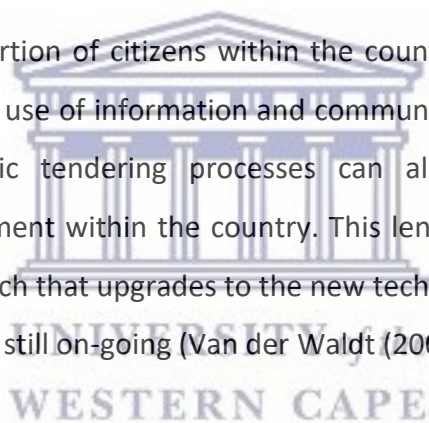 rtion of citizens within the coun
use of information and commun
ic tendering processes can al
ment within the country. This len
ch that upgrades to the new tech
still on-going (Van der Waldt (200
UNIVERSITY of the
WESTERN CAPE